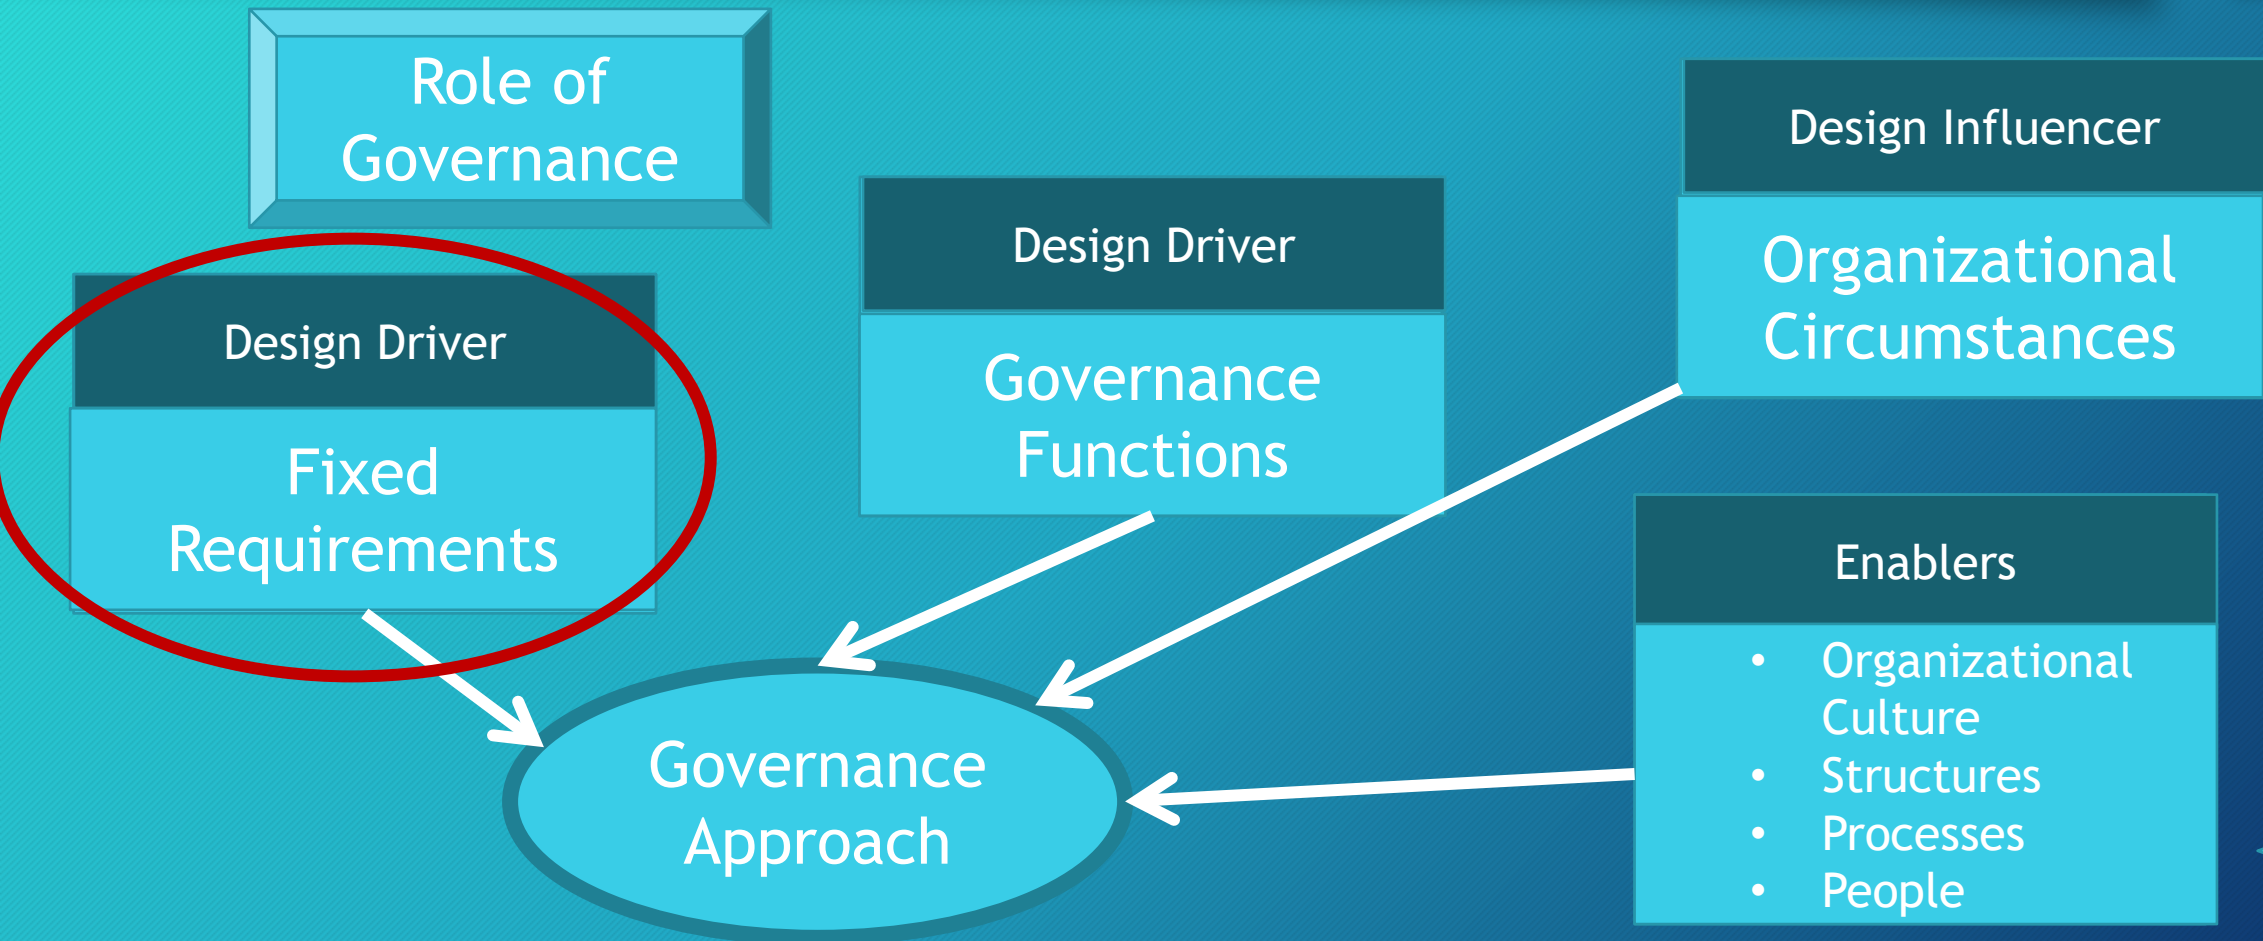 Role of
Governance
Design Driver
Fixed
Requirements
Design Driver
Governance
Functions
Design Influencer
Organizational
Circumstances
Enablers
• Organizational
Culture
• Structures
• Processes
• People
Governance
Approach